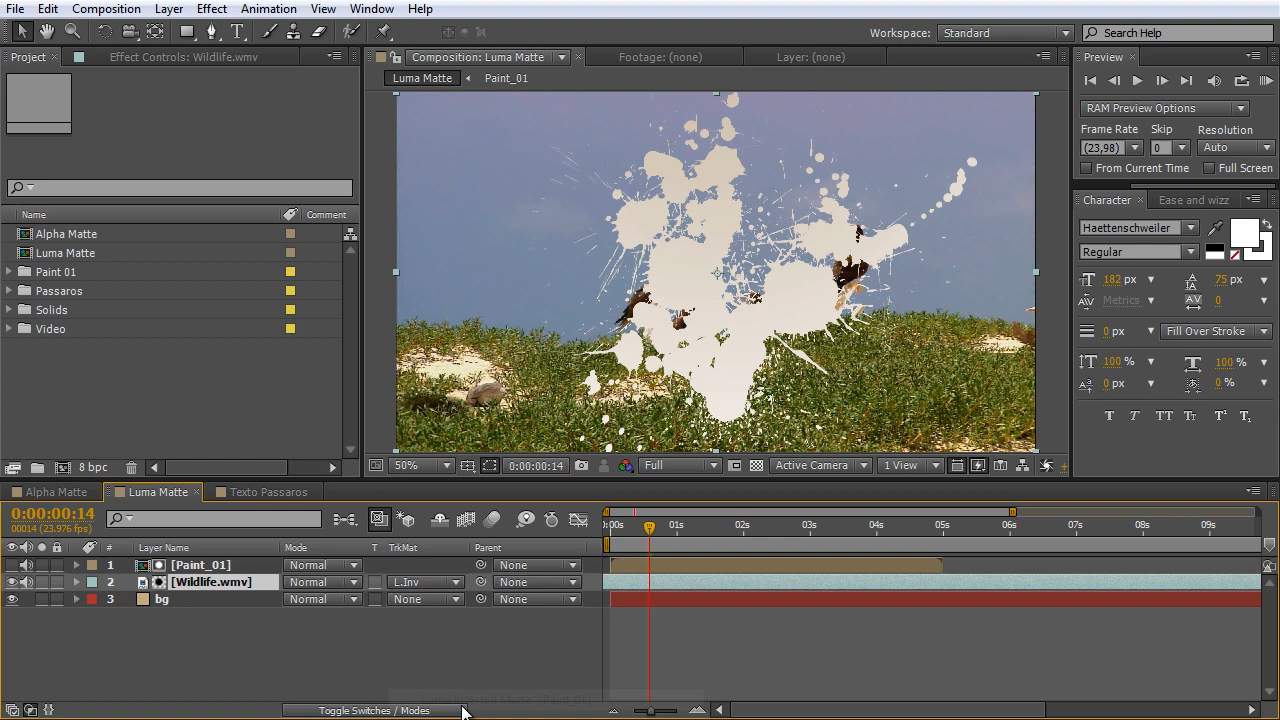 File Edit Composition Layer Effect Animation View Window Help
Workspace: Standard Search Help
Project Effect Controls: Wildlife.wmv Composition: Luma Matte Footage: (none) Layer: (none) Preview
Luma Matte Paint_01
RAM Preview Options
Frame Rate Skip Resolution
(23,98) 0 Auto
From Current Time Full Screen
Character Ease and wizz
Name Comment
Alpha Matte
Luma Matte
Paint 01
Passaros
Solids
Video
Haettenschweiler
Regular
182 px 75 px
Metrics 0
0 px Fill Over Stroke
100 % 100 %
0 px 0 %
T T TT Tt T¹ T₁
8 bpc 50% 0:00:00:14 Full Active Camera 1 View
Alpha Matte Luma Matte Texto Passaros
0:00:00:14
00014 (23.976 fps)
:00s 01s 02s 03s 04s 05s 06s 07s 08s 09s
# Layer Name Mode T TrkMat Parent
1 [Paint_01] Normal None
2 [Wildlife.wmv] Normal L.Inv None
3 bg Normal None None
Toggle Switches / Modes